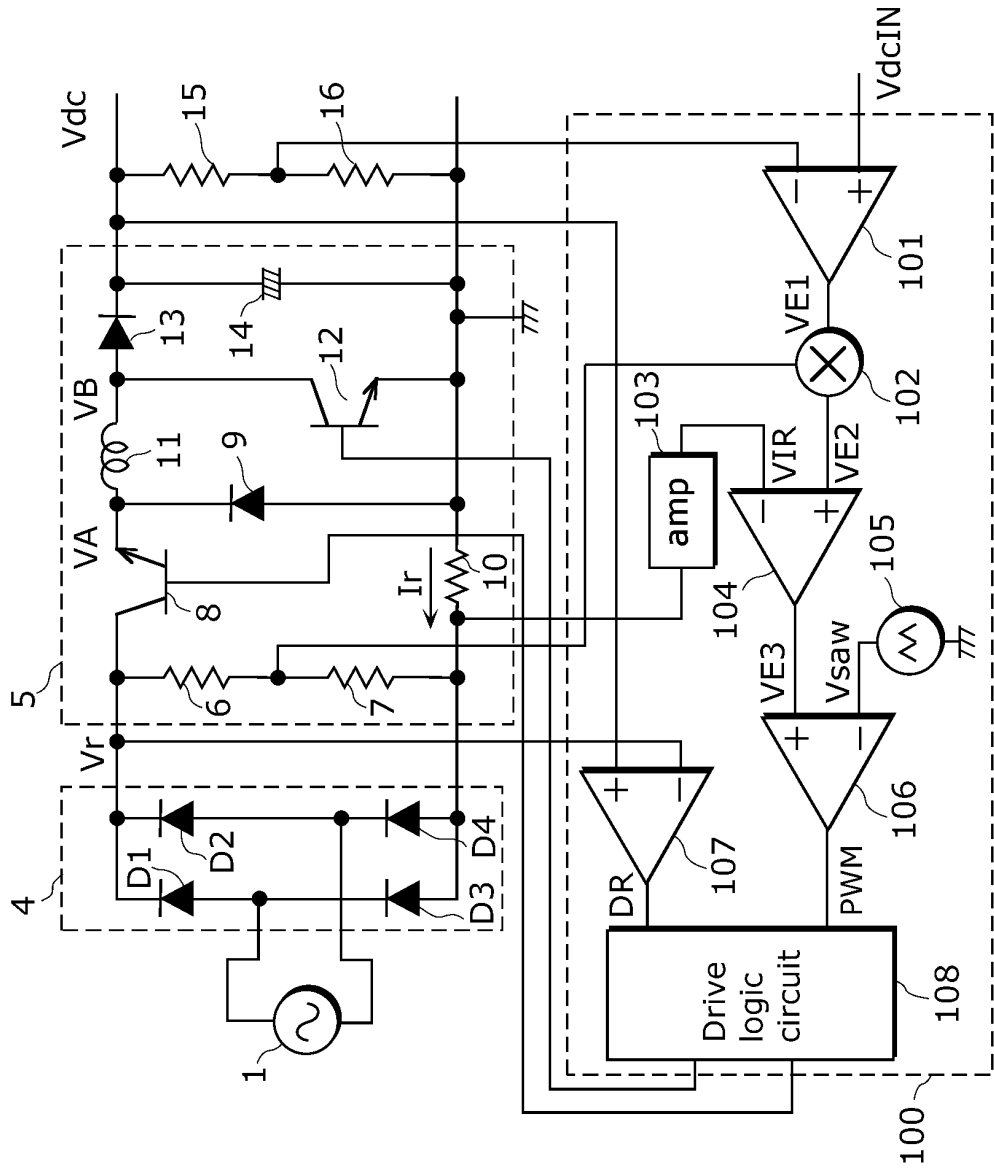 Vdc
15
16
VdcIN
5
VB
13
14
12
11
9
VA
8
Ir
10
6
7
Vr
4
D1
D2
D3
D4
1
−
+
101
VE1
102
103
amp
VIR
VE2
−
+
104
105
VE3
Vsaw
+
−
106
+
−
107
DR
PWM
Drive
logic
circuit
108
100